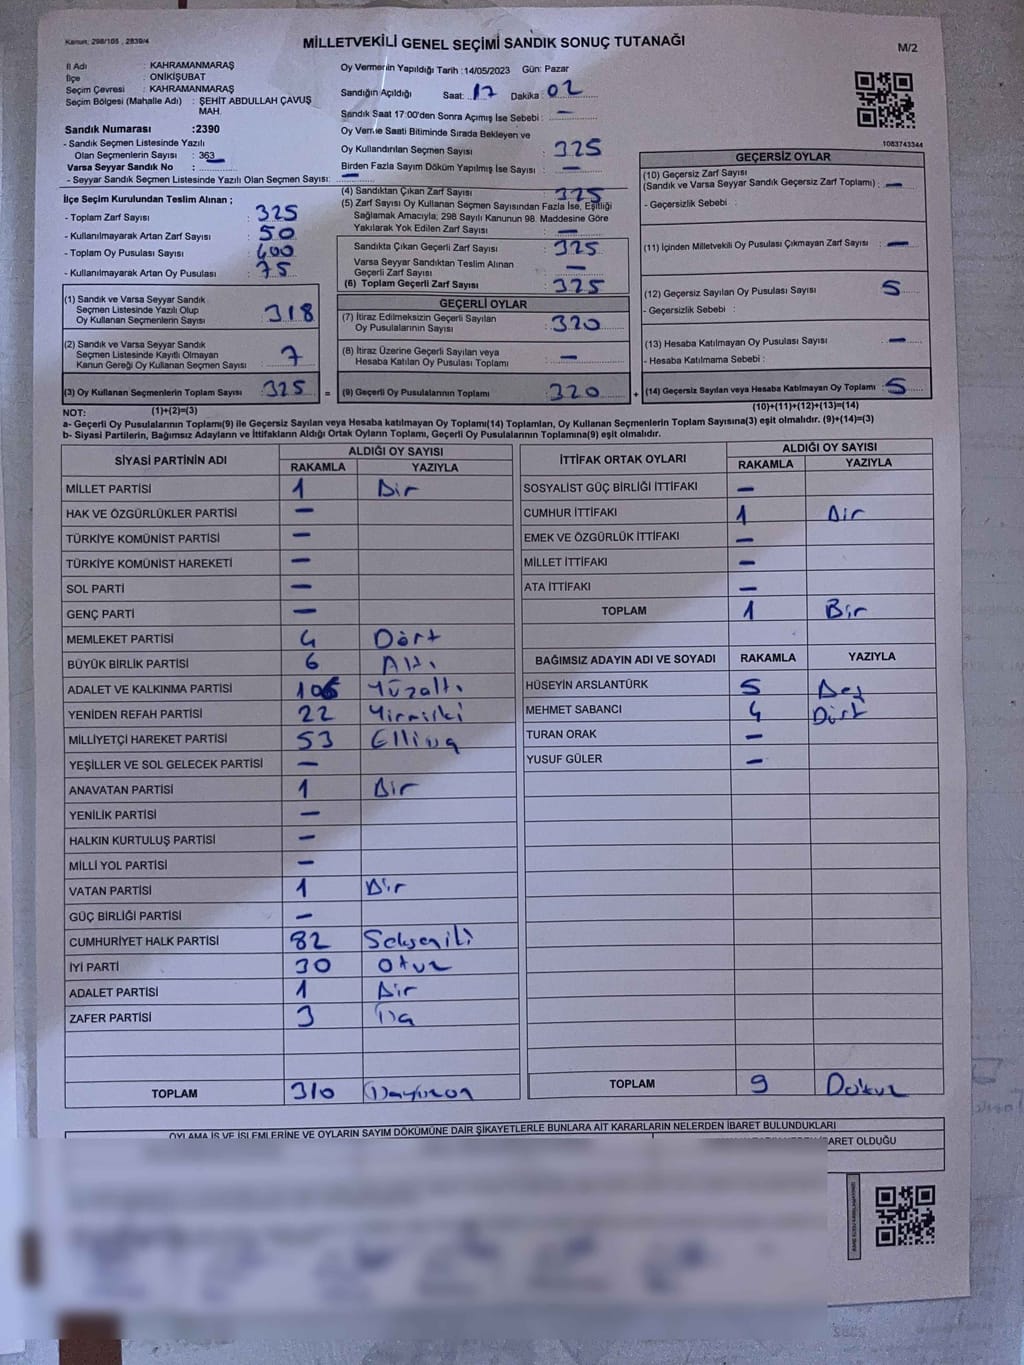 Kanun: 298/105 , 2839/4
MİLLETVEKİLİ GENEL SEÇİMİ SANDIK SONUÇ TUTANAĞI
M/2
İl Adı : KAHRAMANMARAŞ
İlçe : ONİKİŞUBAT
Seçim Çevresi : KAHRAMANMARAŞ
Seçim Bölgesi (Mahalle Adı) : ŞEHİT ABDULLAH ÇAVUŞ
MAH.
Sandık Numarası :2390
- Sandık Seçmen Listesinde Yazılı
Olan Seçmenlerin Sayısı : 363
Varsa Seyyar Sandık No :
- Seyyar Sandık Seçmen Listesinde Yazılı Olan Seçmen Sayısı: —
Oy Vermenin Yapıldığı Tarih :14/05/2023 Gün: Pazar
Sandığın Açıldığı Saat: 17 Dakika: 02
Sandık Saat 17:00'den Sonra Açımış İse Sebebi : —
Oy Verme Saati Bitiminde Sırada Bekleyen ve
Oy Kullandırılan Seçmen Sayısı : 325
Birden Fazla Sayım Döküm Yapılmış İse Sayısı : —
1083743344
İlçe Seçim Kurulundan Teslim Alınan ;
- Toplam Zarf Sayısı : 325
- Kullanılmayarak Artan Zarf Sayısı : 50
- Toplam Oy Pusulası Sayısı : 400
- Kullanılmayarak Artan Oy Pusulası : 75
(4) Sandıktan Çıkan Zarf Sayısı : 325
(5) Zarf Sayısı Oy Kullanan Seçmen Sayısından Fazla İse, Eşitliği
Sağlamak Amacıyla; 298 Sayılı Kanunun 98. Maddesine Göre
Yakılarak Yok Edilen Zarf Sayısı : —
Sandıkta Çıkan Geçerli Zarf Sayısı : 325
Varsa Seyyar Sandıktan Teslim Alınan
Geçerli Zarf Sayısı : —
(6) Toplam Geçerli Zarf Sayısı : 325
GEÇERSİZ OYLAR
(10) Geçersiz Zarf Sayısı
(Sandık ve Varsa Seyyar Sandık Geçersiz Zarf Toplamı) : —
- Geçersizlik Sebebi :
(11) İçinden Milletvekili Oy Pusulası Çıkmayan Zarf Sayısı : —
(12) Geçersiz Sayılan Oy Pusulası Sayısı : 5
- Geçersizlik Sebebi :
(13) Hesaba Katılmayan Oy Pusulası Sayısı : —
- Hesaba Katılmama Sebebi :
(14) Geçersiz Sayılan veya Hesaba Katılmayan Oy Toplamı : 5
(10)+(11)+(12)+(13)=(14)
(1) Sandık ve Varsa Seyyar Sandık
Seçmen Listesinde Yazılı Olup
Oy Kullanan Seçmenlerin Sayısı : 318
(2) Sandık ve Varsa Seyyar Sandık
Seçmen Listesinde Kayıtlı Olmayan
Kanun Gereği Oy Kullanan Seçmen Sayısı : 7
(3) Oy Kullanan Seçmenlerin Toplam Sayısı : 325 =
(1)+(2)=(3)
GEÇERLİ OYLAR
(7) İtiraz Edilmeksizin Geçerli Sayılan
Oy Pusulalarının Sayısı : 320
(8) İtiraz Üzerine Geçerli Sayılan veya
Hesaba Katılan Oy Pusulası Toplamı : —
(9) Geçerli Oy Pusulalarının Toplamı : 320 +
NOT:
a- Geçerli Oy Pusulalarının Toplamı(9) ile Geçersiz Sayılan veya Hesaba katılmayan Oy Toplamı(14) Toplamları, Oy Kullanan Seçmenlerin Toplam Sayısına(3) eşit olmalıdır. (9)+(14)=(3)
b- Siyasi Partilerin, Bağımsız Adayların ve İttifakların Aldığı Ortak Oyların Toplamı, Geçerli Oy Pusulalarının Toplamına(9) eşit olmalıdır.
SİYASİ PARTİNİN ADI ALDIĞI OY SAYISI
RAKAMLA YAZIYLA
MİLLET PARTİSİ 1 Bir
HAK VE ÖZGÜRLÜKLER PARTİSİ —
TÜRKİYE KOMÜNİST PARTİSİ —
TÜRKİYE KOMÜNİST HAREKETİ —
SOL PARTİ —
GENÇ PARTİ —
MEMLEKET PARTİSİ 4 Dört
BÜYÜK BİRLİK PARTİSİ 6 Altı
ADALET VE KALKINMA PARTİSİ 106 Yüzaltı
YENİDEN REFAH PARTİSİ 22 Yirmiiki
MİLLİYETÇİ HAREKET PARTİSİ 53 Elliüç
YEŞİLLER VE SOL GELECEK PARTİSİ —
ANAVATAN PARTİSİ 1 Bir
YENİLİK PARTİSİ —
HALKIN KURTULUŞ PARTİSİ —
MİLLİ YOL PARTİSİ —
VATAN PARTİSİ 1 Bir
GÜÇ BİRLİĞİ PARTİSİ —
CUMHURİYET HALK PARTİSİ 82 Sekseniki
İYİ PARTİ 30 Otuz
ADALET PARTİSİ 1 Bir
ZAFER PARTİSİ 3 Üç
TOPLAM 310 Üçyüzon
İTTİFAK ORTAK OYLARI ALDIĞI OY SAYISI
RAKAMLA YAZIYLA
SOSYALİST GÜÇ BİRLİĞİ İTTİFAKI —
CUMHUR İTTİFAKI 1 Bir
EMEK VE ÖZGÜRLÜK İTTİFAKI —
MİLLET İTTİFAKI —
ATA İTTİFAKI —
TOPLAM 1 Bir
BAĞIMSIZ ADAYIN ADI VE SOYADI RAKAMLA YAZIYLA
HÜSEYİN ARSLANTÜRK 5 Beş
MEHMET SABANCI 4 Dört
TURAN ORAK —
YUSUF GÜLER —
TOPLAM 9 Dokuz
OYLAMA İŞ VE İŞLEMLERİNE VE OYLARIN SAYIM DÖKÜMÜNE DAİR ŞİKAYETLERLE BUNLARA AİT KARARLARIN NELERDEN İBARET BULUNDUKLARI
BARET OLDUĞU